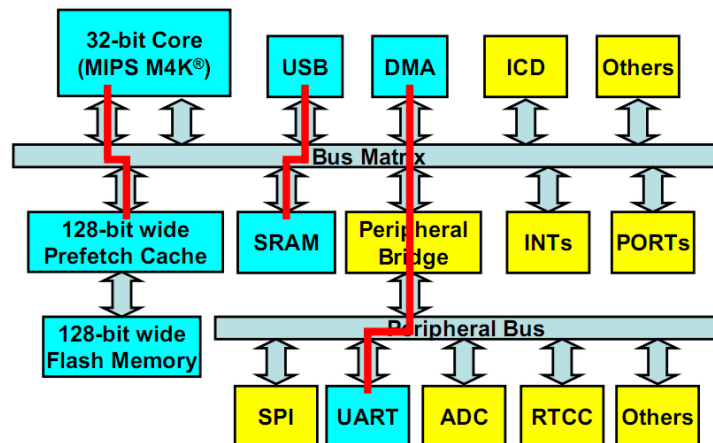 32-bit Core
(MIPS M4K®)
USB
DMA
ICD
Others
Bus Matrix
128-bit wide
Prefetch Cache
SRAM
Peripheral
Bridge
INTs
PORTs
128-bit wide
Flash Memory
Peripheral Bus
SPI
UART
ADC
RTCC
Others